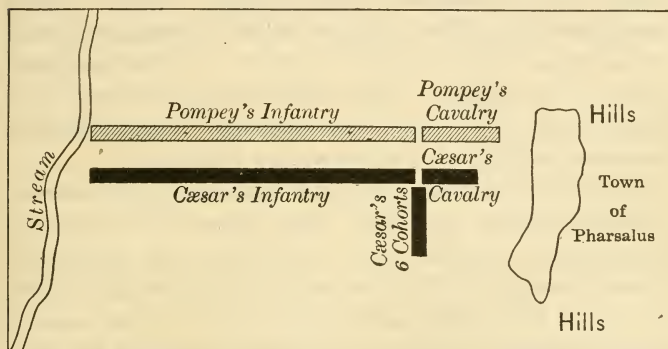 Pompey's Infantry
Pompey's
Cavalry
Hills
Stream
Cæsar's Infantry
Cæsar's
6 Cohorts
Cæsar's
Cavalry
Town
of
Pharsalus
Hills